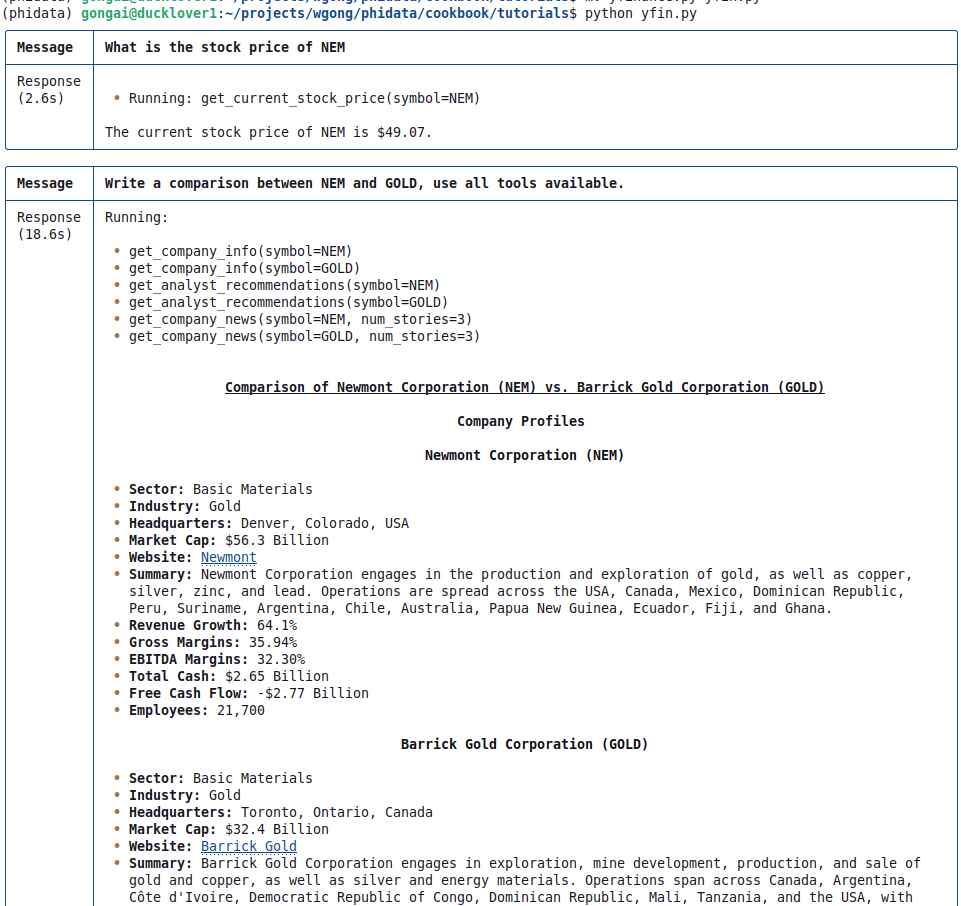 (phidata) gongai@ducklover1:~/projects/wgong/phidata/cookbook/tutorials$ mv yfinance.py yfin.py
(phidata) gongai@ducklover1:~/projects/wgong/phidata/cookbook/tutorials$ python yfin.py
Message What is the stock price of NEM
Response
(2.6s) • Running: get_current_stock_price(symbol=NEM)
The current stock price of NEM is $49.07.
Message Write a comparison between NEM and GOLD, use all tools available.
Response Running:
(18.6s)
• get_company_info(symbol=NEM)
• get_company_info(symbol=GOLD)
• get_analyst_recommendations(symbol=NEM)
• get_analyst_recommendations(symbol=GOLD)
• get_company_news(symbol=NEM, num_stories=3)
• get_company_news(symbol=GOLD, num_stories=3)
Comparison of Newmont Corporation (NEM) vs. Barrick Gold Corporation (GOLD)
Company Profiles
Newmont Corporation (NEM)
• Sector: Basic Materials
• Industry: Gold
• Headquarters: Denver, Colorado, USA
• Market Cap: $56.3 Billion
• Website: Newmont
• Summary: Newmont Corporation engages in the production and exploration of gold, as well as copper,
silver, zinc, and lead. Operations are spread across the USA, Canada, Mexico, Dominican Republic,
Peru, Suriname, Argentina, Chile, Australia, Papua New Guinea, Ecuador, Fiji, and Ghana.
• Revenue Growth: 64.1%
• Gross Margins: 35.94%
• EBITDA Margins: 32.30%
• Total Cash: $2.65 Billion
• Free Cash Flow: -$2.77 Billion
• Employees: 21,700
Barrick Gold Corporation (GOLD)
• Sector: Basic Materials
• Industry: Gold
• Headquarters: Toronto, Ontario, Canada
• Market Cap: $32.4 Billion
• Website: Barrick Gold
• Summary: Barrick Gold Corporation engages in exploration, mine development, production, and sale of
gold and copper, as well as silver and energy materials. Operations span across Canada, Argentina,
Côte d'Ivoire, Democratic Republic of Congo, Dominican Republic, Mali, Tanzania, and the USA, with